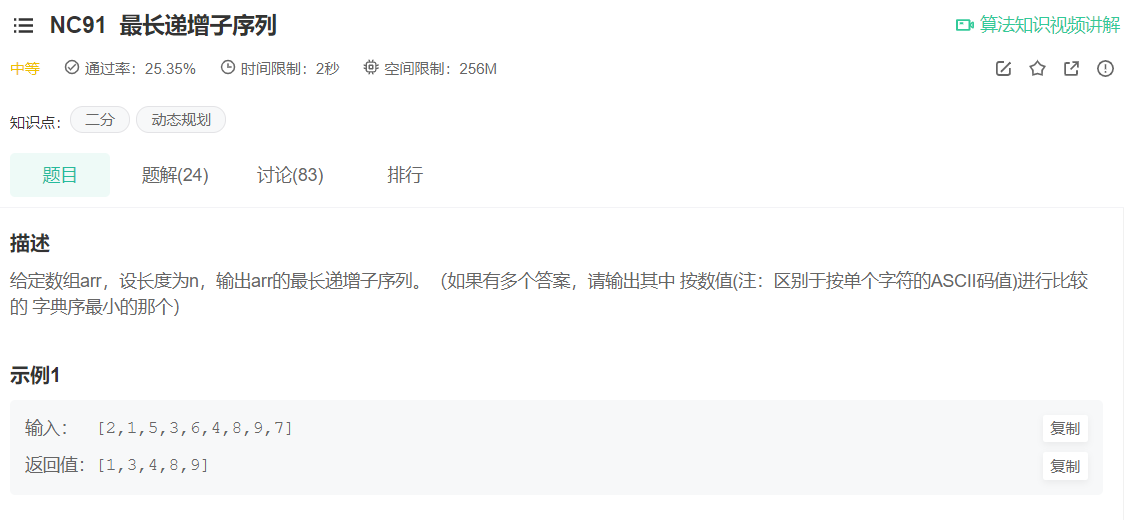 NC91 最长递增子序列 算法知识视频讲解
中等 通过率：25.35% 时间限制：2秒 空间限制：256M
知识点： 二分 动态规划
题目 题解(24) 讨论(83) 排行
描述
给定数组arr，设长度为n，输出arr的最长递增子序列。（如果有多个答案，请输出其中 按数值(注：区别于按单个字符的ASCII码值)进行比较
的 字典序最小的那个）
示例1
输入： [2,1,5,3,6,4,8,9,7] 复制
返回值：[1,3,4,8,9] 复制